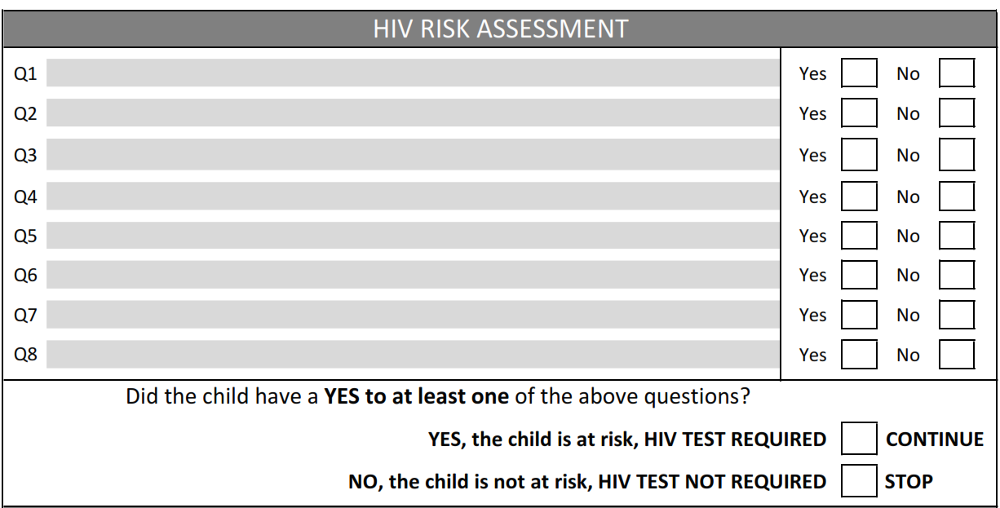 HIV RISK ASSESSMENT
Q1 Yes No
Q2 Yes No
Q3 Yes No
Q4 Yes No
Q5 Yes No
Q6 Yes No
Q7 Yes No
Q8 Yes No
Did the child have a YES to at least one of the above questions?
YES, the child is at risk, HIV TEST REQUIRED CONTINUE
NO, the child is not at risk, HIV TEST NOT REQUIRED STOP